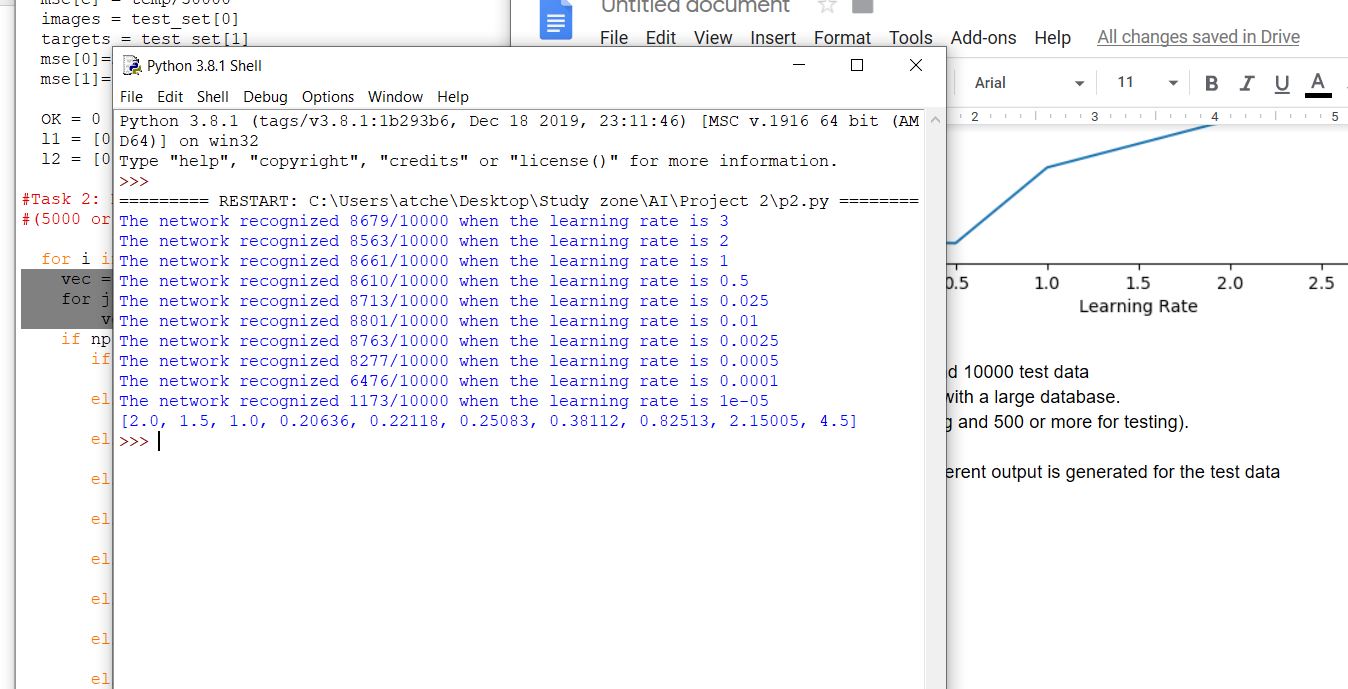 images = test_set[0]
targets = test_set[1]
mse[0]=
mse[1]=
OK = 0
l1 = [0
l2 = [0
#Task 2:
#(5000 or
for i i
vec =
for j
v
if np
if
el
el
el
el
el
el
el
el
Python 3.8.1 Shell
File Edit Shell Debug Options Window Help
Python 3.8.1 (tags/v3.8.1:1b293b6, Dec 18 2019, 23:11:46) [MSC v.1916 64 bit (AM
D64)] on win32
Type "help", "copyright", "credits" or "license()" for more information.
>>>
========= RESTART: C:\Users\atche\Desktop\Study zone\AI\Project 2\p2.py ========
The network recognized 8679/10000 when the learning rate is 3
The network recognized 8563/10000 when the learning rate is 2
The network recognized 8661/10000 when the learning rate is 1
The network recognized 8610/10000 when the learning rate is 0.5
The network recognized 8713/10000 when the learning rate is 0.025
The network recognized 8801/10000 when the learning rate is 0.01
The network recognized 8763/10000 when the learning rate is 0.0025
The network recognized 8277/10000 when the learning rate is 0.0005
The network recognized 6476/10000 when the learning rate is 0.0001
The network recognized 1173/10000 when the learning rate is 1e-05
[2.0, 1.5, 1.0, 0.20636, 0.22118, 0.25083, 0.38112, 0.82513, 2.15005, 4.5]
>>>
Untitled document
File Edit View Insert Format Tools Add-ons Help All changes saved in Drive
Arial 11 B I U A
2 3 4 5
0.5 1.0 1.5 2.0 2.5
Learning Rate
d 10000 test data
with a large database.
g and 500 or more for testing).
erent output is generated for the test data